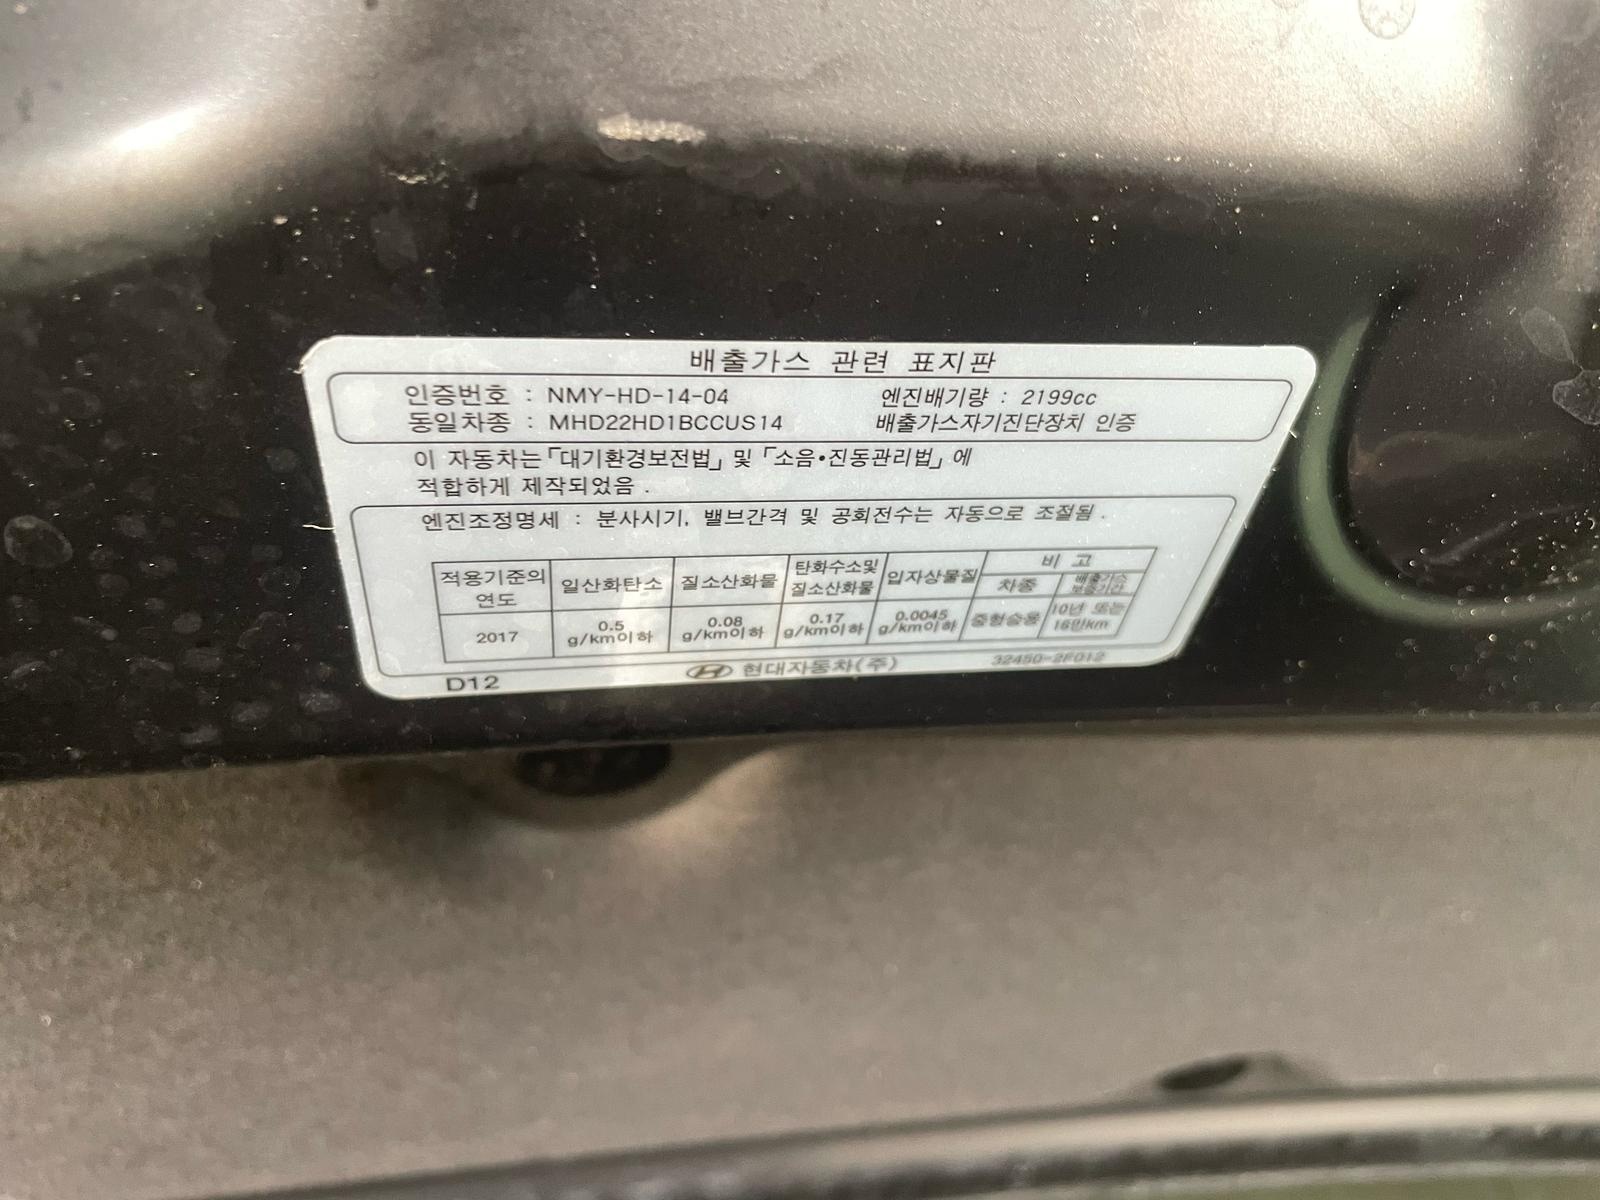 배출가스 관련 표지판
인증번호 : NMY-HD-14-04 엔진배기량 : 2199cc
동일차종 : MHD22HD1BCCUS14 배출가스자기진단장치 인증
이 자동차는「대기환경보전법」및「소음•진동관리법」에
적합하게 제작되었음 .
엔진조정명세 : 분사시기, 밸브간격 및 공회전수는 자동으로 조절됨 .
적용기준의 연도 일산화탄소 질소산화물 탄화수소및 질소산화물 입자상물질 비 고
차종 배출가스 보증기간
2017 0.5 g/km이하 0.08 g/km이하 0.17 g/km이하 0.0045 g/km이하 중형승용 10년 또는 16만km
D12 현대자동차(주) 32450-2F012